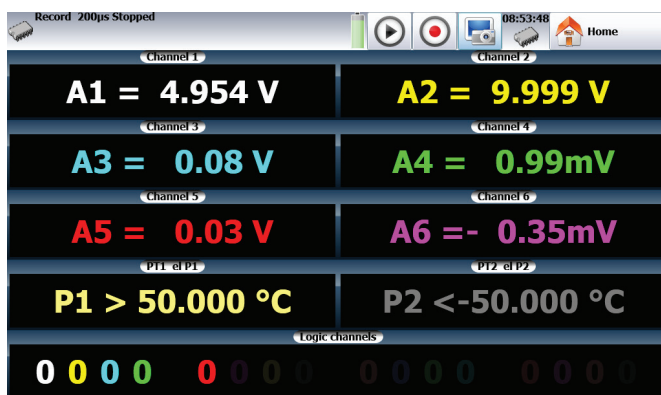 Record 200µs Stopped
08:53:48
Home
Channel 1
Channel 2
A1 = 4.954 V
A2 = 9.999 V
Channel 3
Channel 4
A3 = 0.08 V
A4 = 0.99mV
Channel 5
Channel 6
A5 = 0.03 V
A6 =- 0.35mV
PT1 el P1
PT2 el P2
P1 > 50.000 °C
P2 <-50.000 °C
Logic channels
0 0 0 0 0 0 0 0 0 0 0 0 0 0 0 0